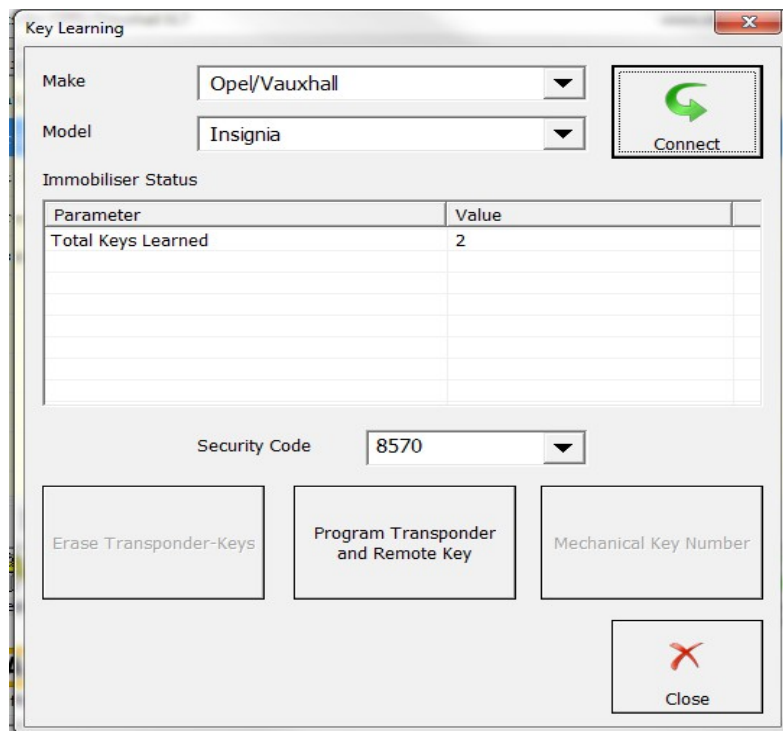 Key Learning
Make
Opel/Vauxhall
Connect
Model
Insignia
Immobiliser Status
Parameter Value
Total Keys Learned 2
Security Code 8570
Erase Transponder-Keys
Program Transponder
and Remote Key
Mechanical Key Number
Close